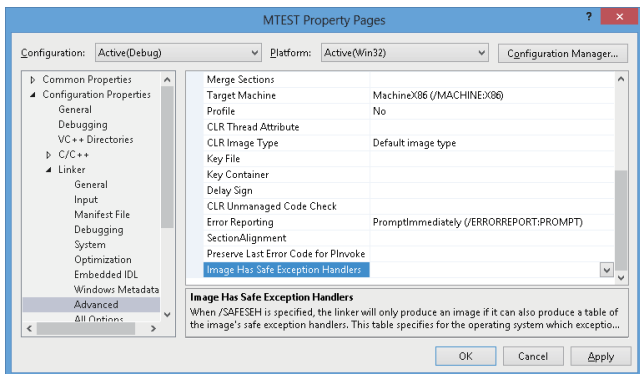 MTEST Property Pages
? ×
Configuration: Active(Debug) Platform: Active(Win32) Configuration Manager...
Common Properties
Configuration Properties
General
Debugging
VC++ Directories
C/C++
Linker
General
Input
Manifest File
Debugging
System
Optimization
Embedded IDL
Windows Metadata
Advanced
All Options
Merge Sections
Target Machine MachineX86 (/MACHINE:X86)
Profile No
CLR Thread Attribute
CLR Image Type Default image type
Key File
Key Container
Delay Sign
CLR Unmanaged Code Check
Error Reporting PromptImmediately (/ERRORREPORT:PROMPT)
SectionAlignment
Preserve Last Error Code for PInvoke
Image Has Safe Exception Handlers
Image Has Safe Exception Handlers
When /SAFESEH is specified, the linker will only produce an image if it can also produce a table of
the image's safe exception handlers. This table specifies for the operating system which exceptio...
OK Cancel Apply